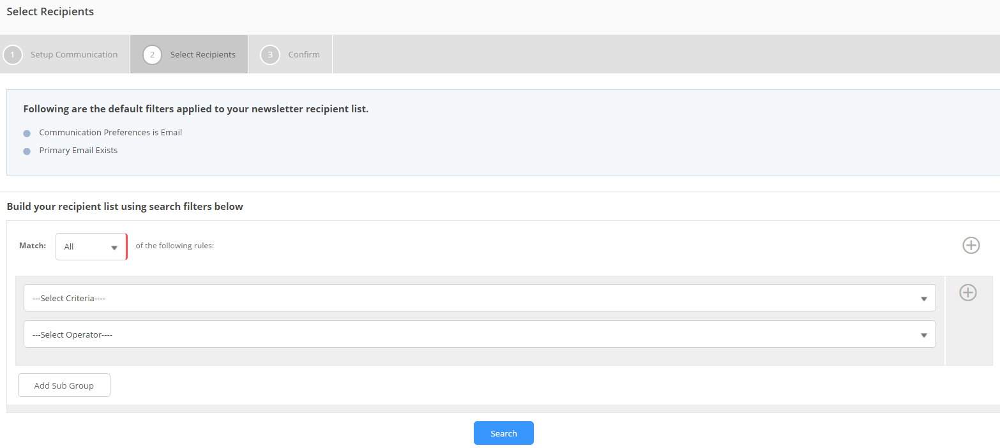 Select Recipients
1 Setup Communication 2 Select Recipients 3 Confirm
Following are the default filters applied to your newsletter recipient list.
Communication Preferences is Email
Primary Email Exists
Build your recipient list using search filters below
Match: All of the following rules:
---Select Criteria----
---Select Operator----
Add Sub Group
Search